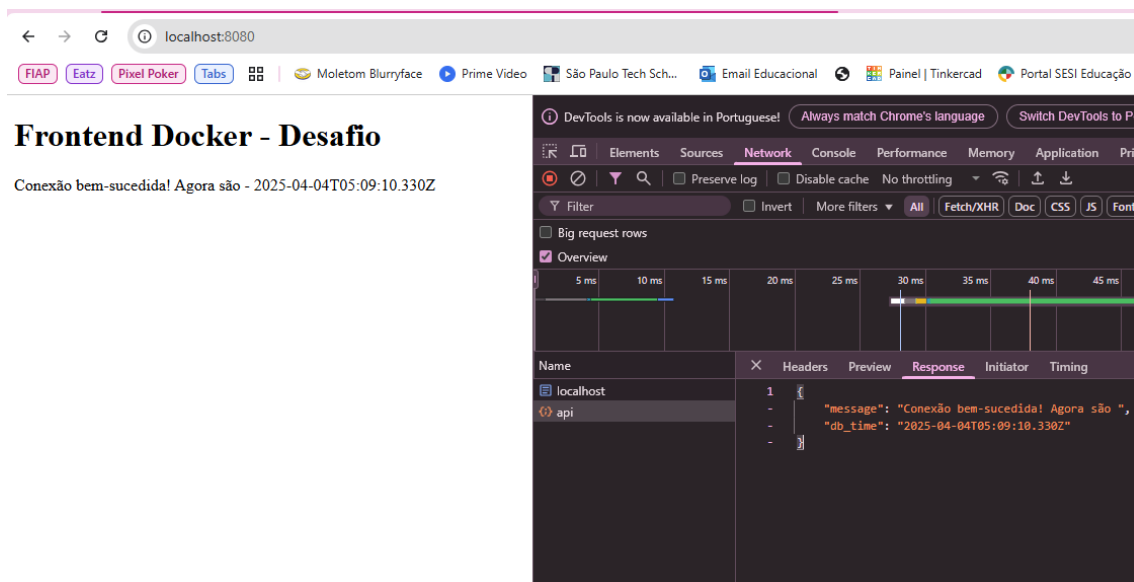 localhost:8080
FIAP Eatz Pixel Poker Tabs Moletom Blurryface Prime Video São Paulo Tech Sch... Email Educacional Painel | Tinkercad Portal SESI Educação
Frontend Docker - Desafio
Conexão bem-sucedida! Agora são - 2025-04-04T05:09:10.330Z
DevTools is now available in Portuguese! Always match Chrome's language Switch DevTools to P
Elements Sources Network Console Performance Memory Application Pri
Preserve log Disable cache No throttling
Filter Invert More filters All Fetch/XHR Doc CSS JS Font
Big request rows
Overview
5 ms 10 ms 15 ms 20 ms 25 ms 30 ms 35 ms 40 ms 45 ms
Name Headers Preview Response Initiator Timing
localhost
api
1 {
- "message": "Conexão bem-sucedida! Agora são ",
- "db_time": "2025-04-04T05:09:10.330Z"
- }